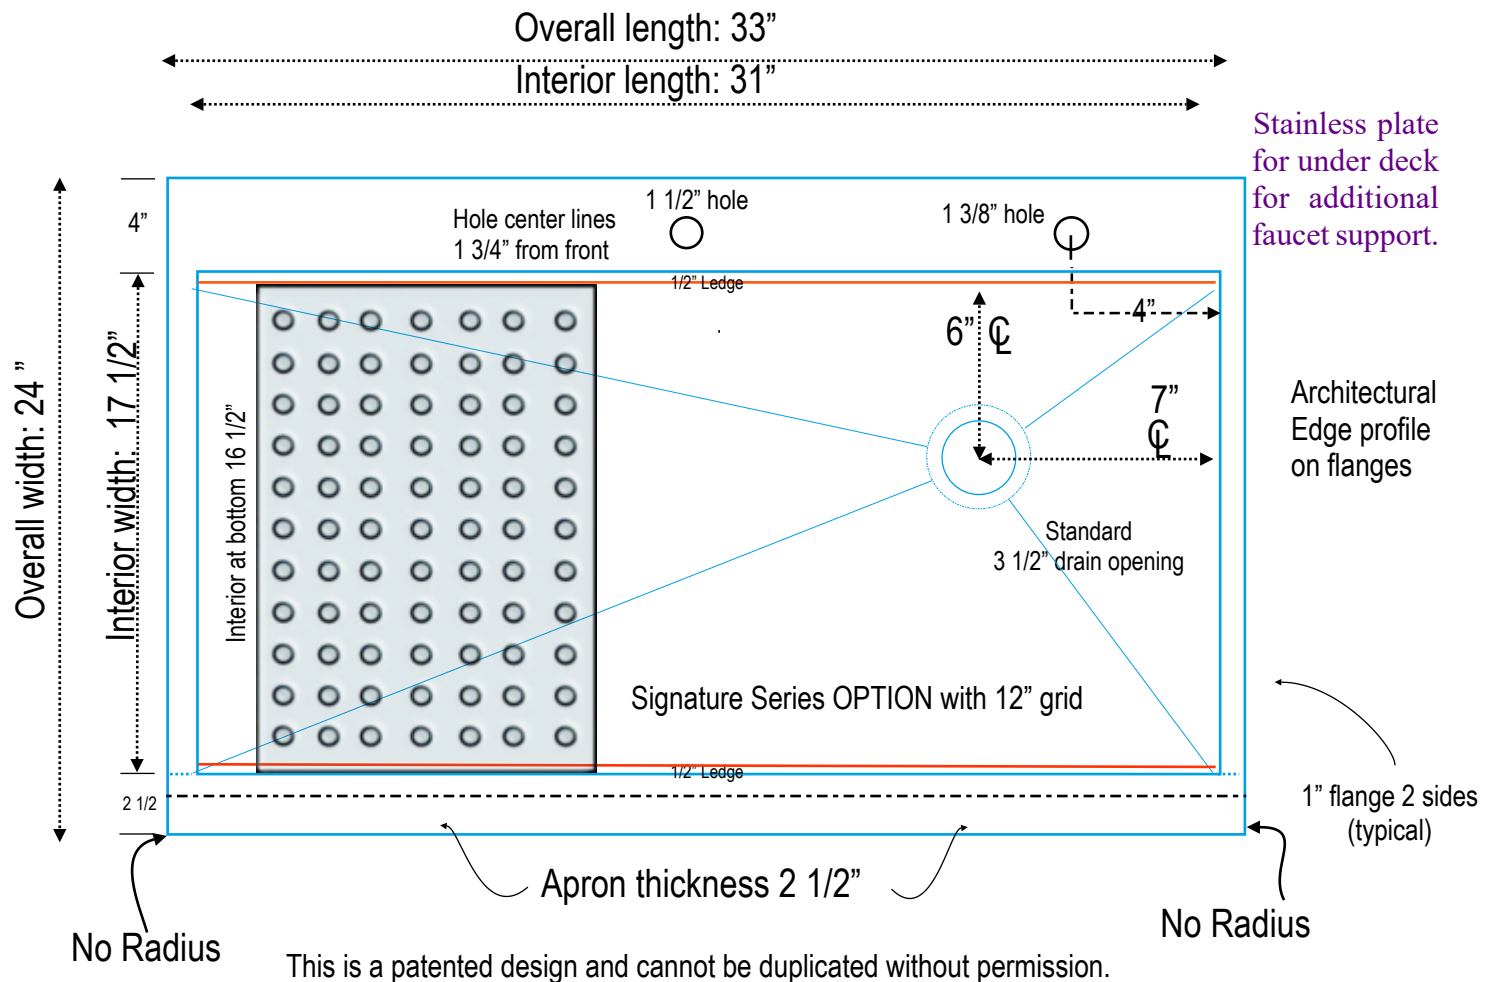 Overall length: 33”
Interior length: 31”
Stainless plate
for under deck
for additional
faucet support.
4”
Hole center lines
1 3/4” from front
1 1/2” hole
1 3/8” hole
1/2” Ledge
4”
6” ℄
7”
℄
Overall width: 24 ”
Interior width:  17 1/2”
Interior at bottom 16 1/2”
Architectural
Edge profile
on flanges
Standard
3 1/2” drain opening
Signature Series OPTION with 12” grid
1/2” Ledge
2 1/2
1” flange 2 sides
(typical)
Apron thickness 2 1/2”
No Radius
No Radius
This is a patented design and cannot be duplicated without permission.